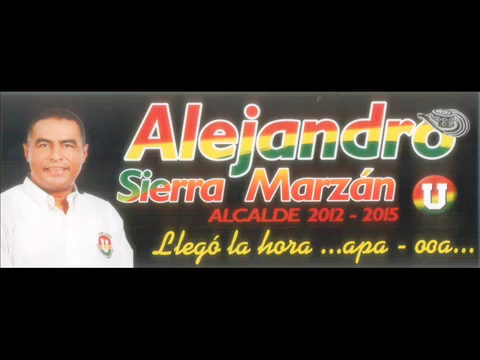 Alejandro
Sierra Marzán
U
ALCALDE 2012 - 2015
Llegó la hora ...apa - ooa...
U